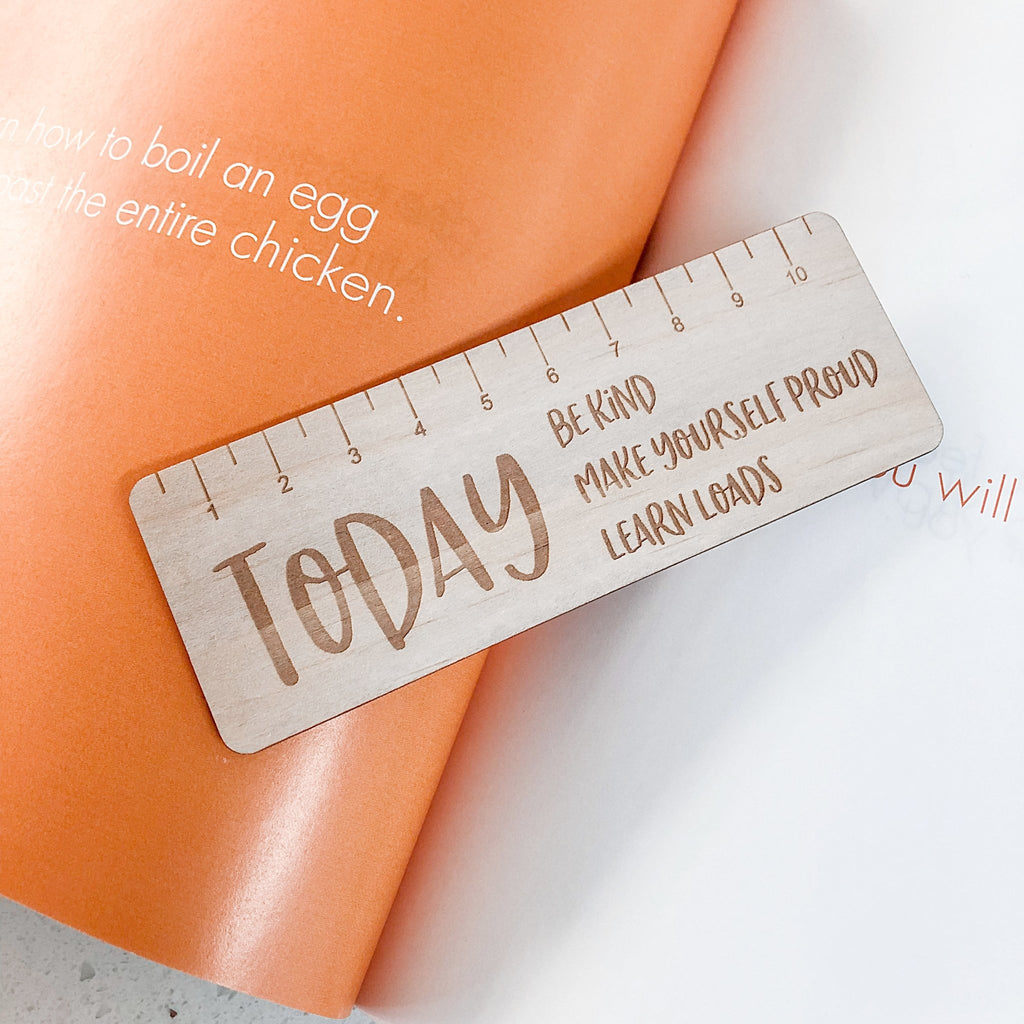 how to boil an egg
the entire chicken.
1 2 3 4 5 6 7 8 9 10
TODAY
BE KIND
MAKE YOURSELF PROUD
LEARN LOADS
will